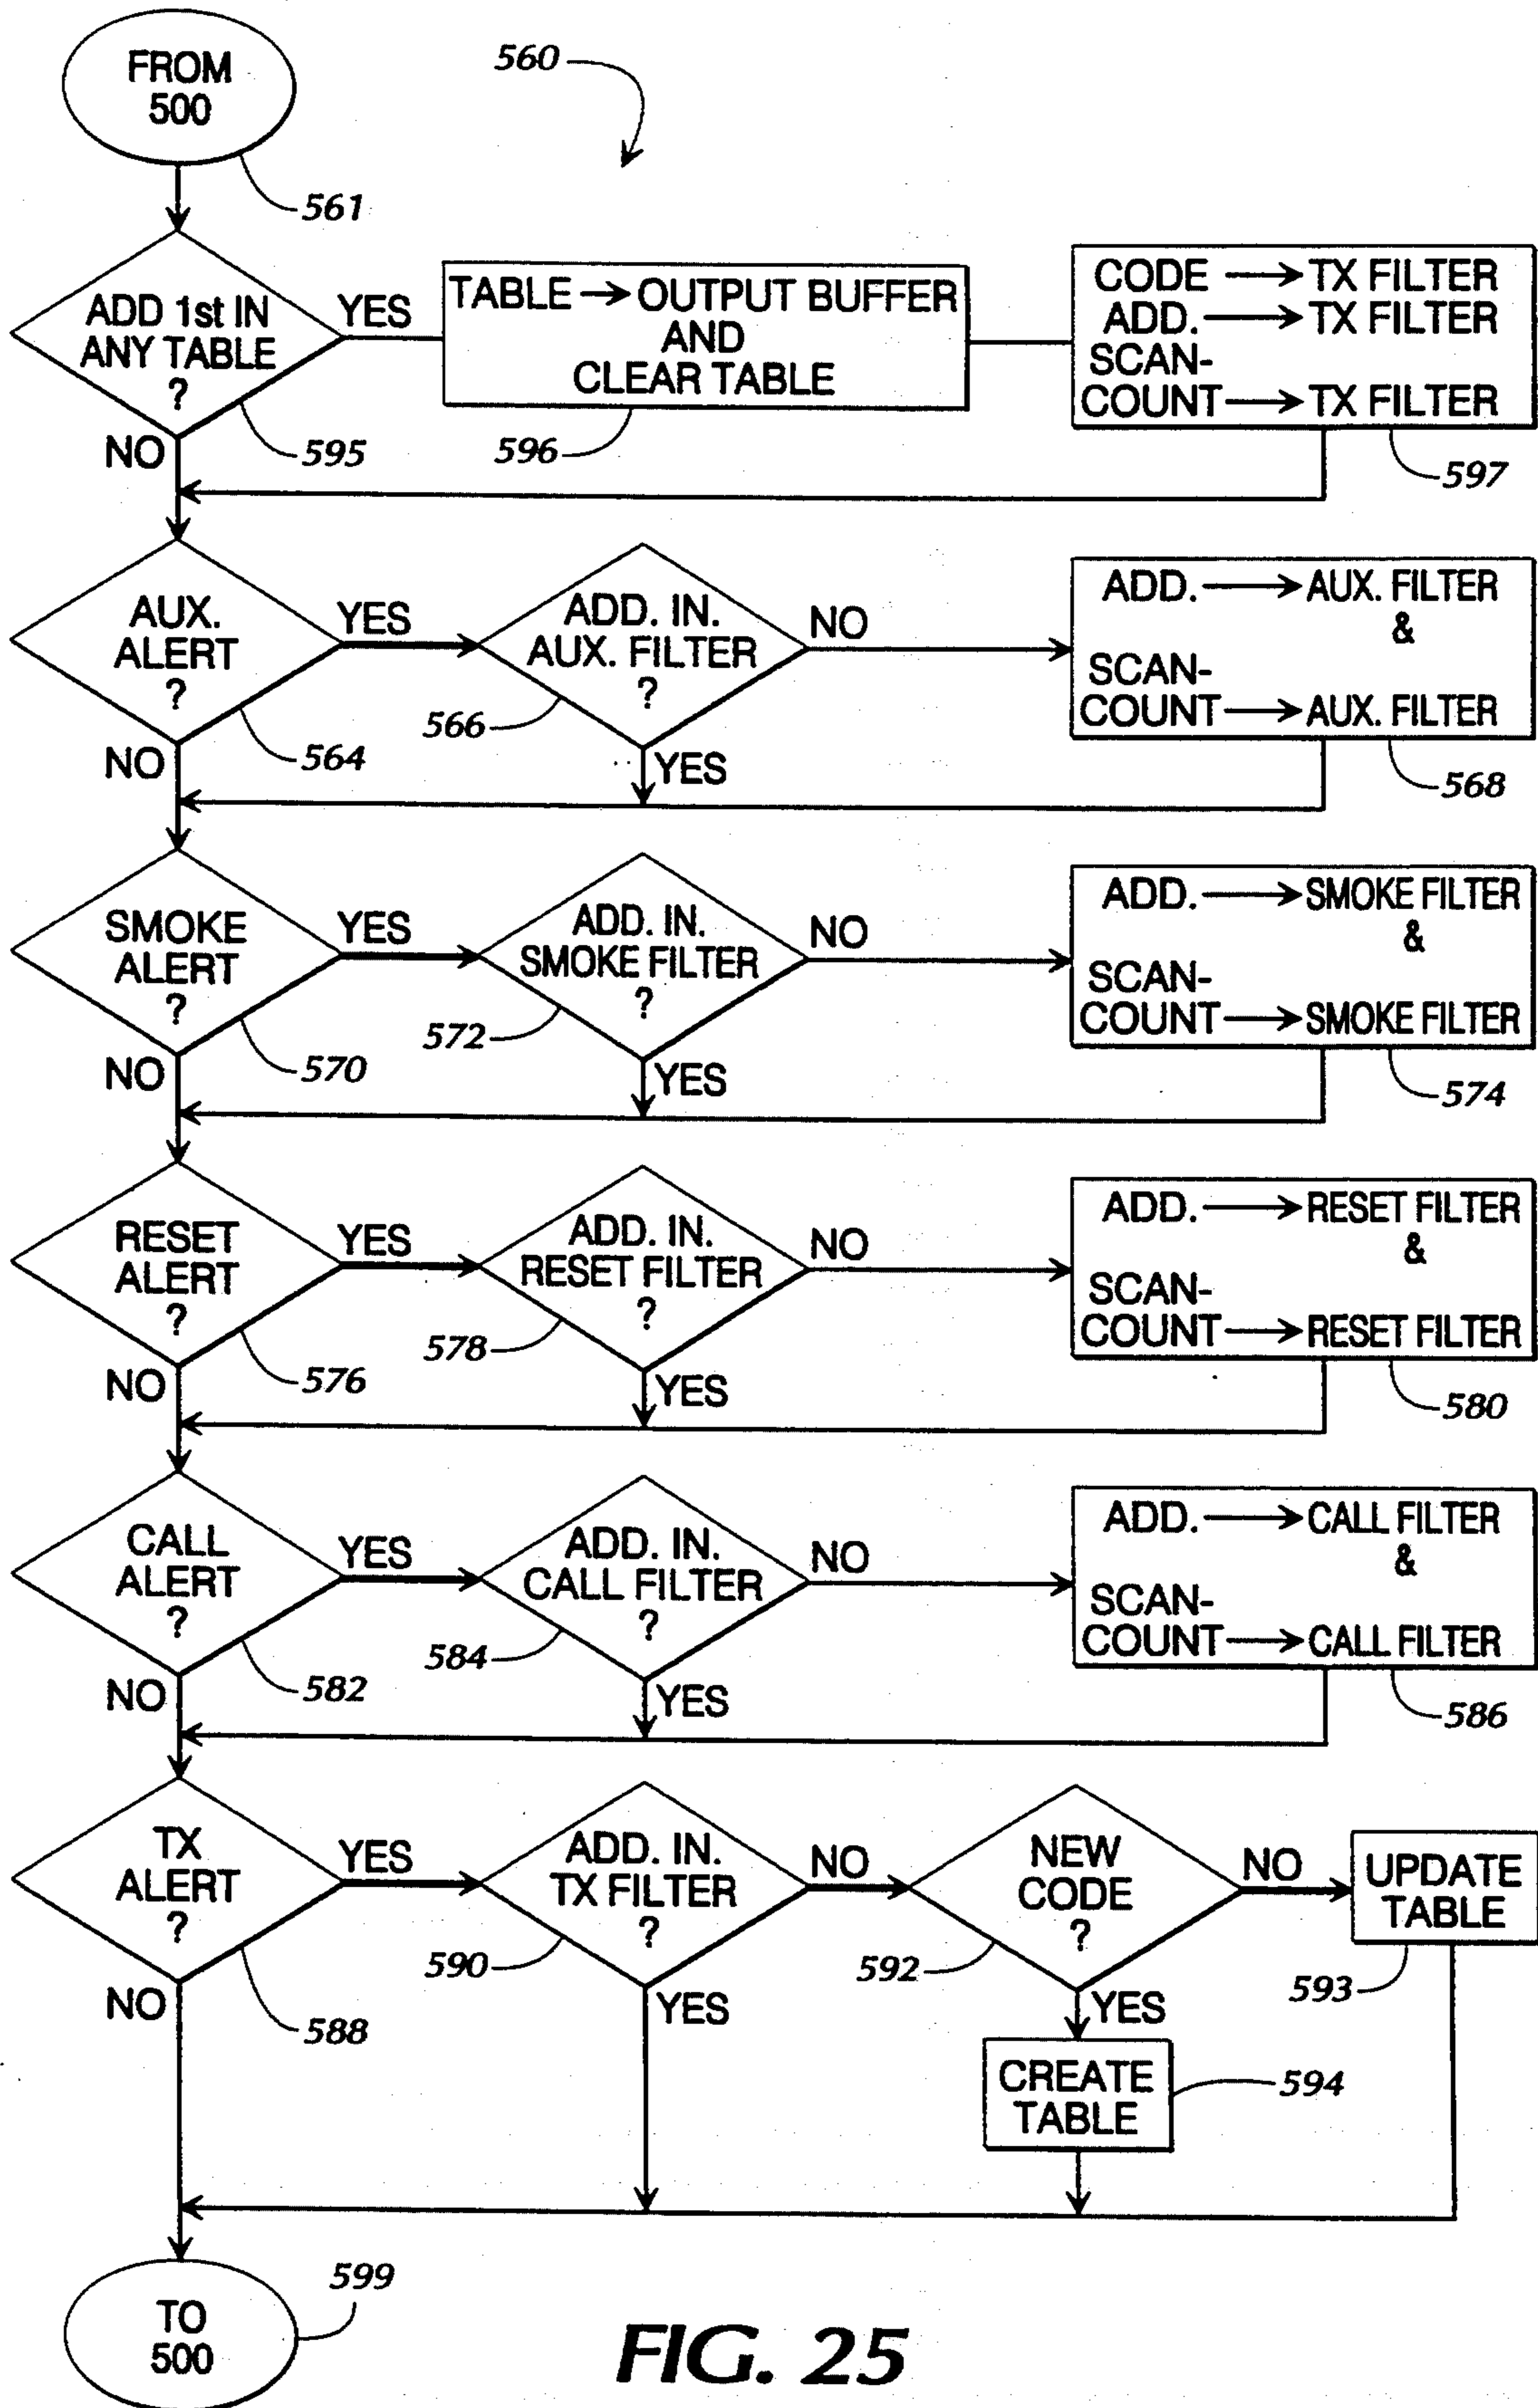 FROM
500
560
561
ADD 1st IN
ANY TABLE
?
YES
NO
595
TABLE → OUTPUT BUFFER
AND
CLEAR TABLE
596
CODE → TX FILTER
ADD. → TX FILTER
SCAN-
COUNT → TX FILTER
597
AUX.
ALERT
?
YES
NO
564
ADD. IN.
AUX. FILTER
?
NO
YES
566
ADD. → AUX. FILTER
&
SCAN-
COUNT → AUX. FILTER
568
SMOKE
ALERT
?
YES
NO
570
ADD. IN.
SMOKE FILTER
?
NO
YES
572
ADD. → SMOKE FILTER
&
SCAN-
COUNT → SMOKE FILTER
574
RESET
ALERT
?
YES
NO
576
ADD. IN.
RESET FILTER
?
NO
YES
578
ADD. → RESET FILTER
&
SCAN-
COUNT → RESET FILTER
580
CALL
ALERT
?
YES
NO
582
ADD. IN.
CALL FILTER
?
NO
YES
584
ADD. → CALL FILTER
&
SCAN-
COUNT → CALL FILTER
586
TX
ALERT
?
YES
NO
588
ADD. IN.
TX FILTER
?
NO
YES
590
NEW
CODE
?
NO
YES
592
UPDATE
TABLE
593
CREATE
TABLE
594
TO
500
599
FIG. 25